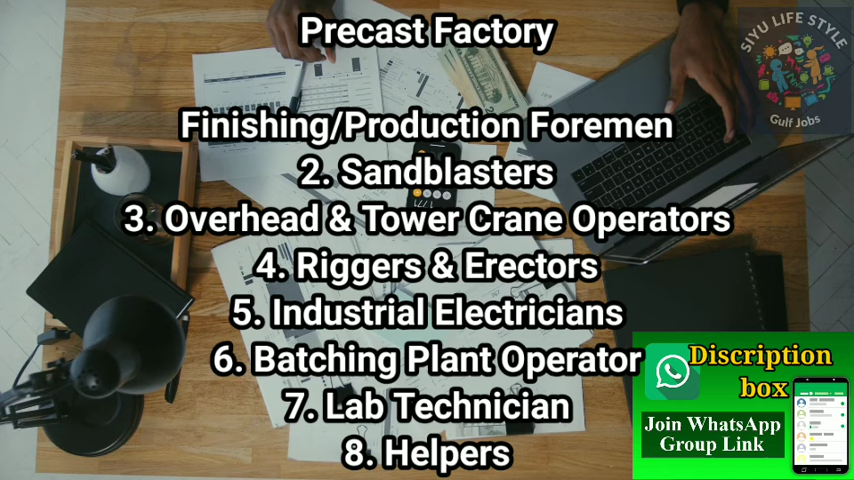 Precast Factory
SIYU LIFE STYLE
Gulf Jobs
Finishing/Production Foremen
2. Sandblasters
3. Overhead & Tower Crane Operators
4. Riggers & Erectors
5. Industrial Electricians
6. Batching Plant Operator
7. Lab Technician
8. Helpers
Discription
box
Join WhatsApp
Group Link